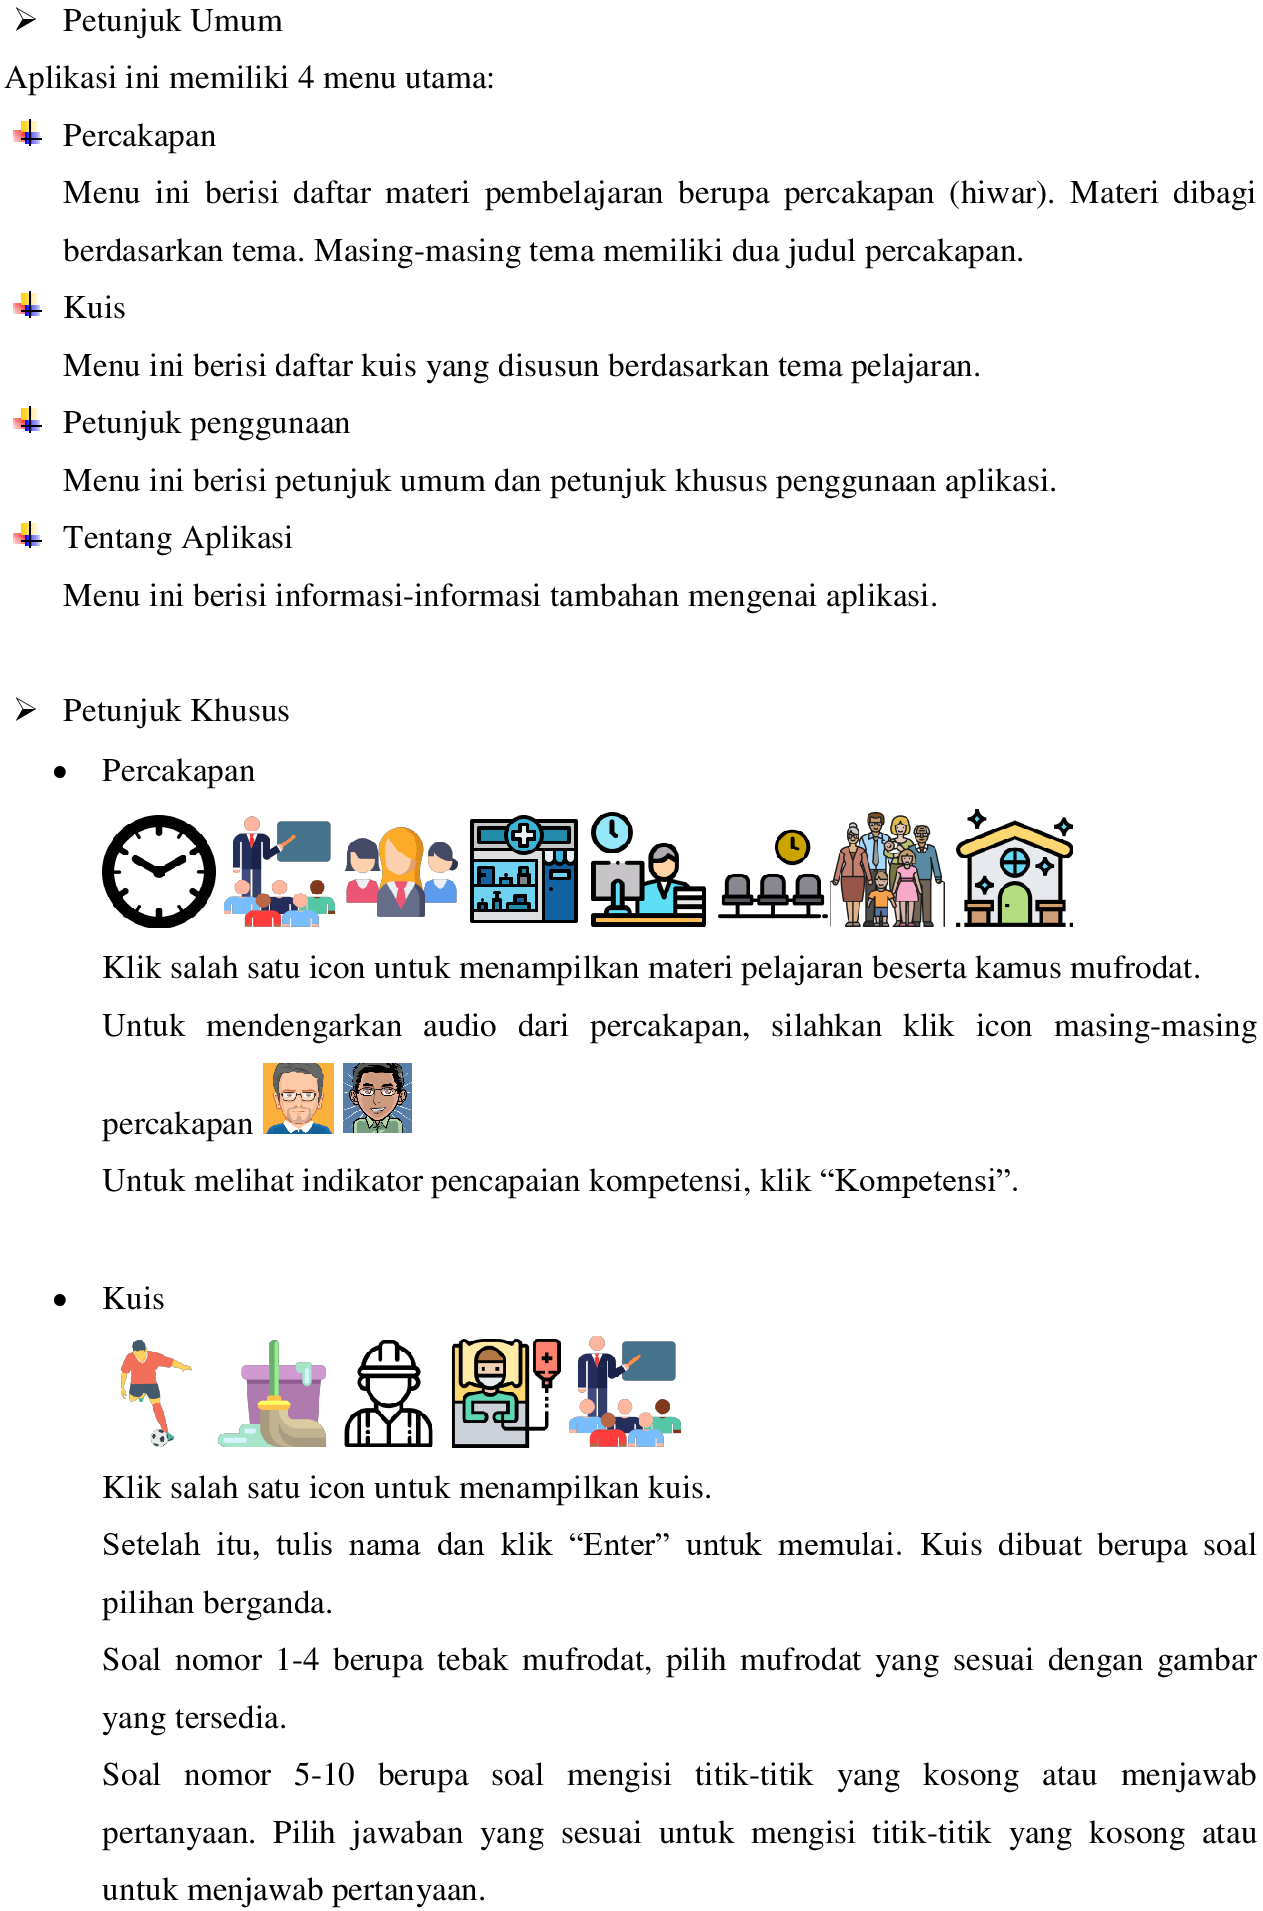 Petunjuk Umum
Aplikasi ini memiliki 4 menu utama:
Percakapan
Menu ini berisi daftar materi pembelajaran berupa percakapan (hiwar). Materi dibagi
berdasarkan tema. Masing-masing tema memiliki dua judul percakapan.
Kuis
Menu ini berisi daftar kuis yang disusun berdasarkan tema pelajaran.
Petunjuk penggunaan
Menu ini berisi petunjuk umum dan petunjuk khusus penggunaan aplikasi.
Tentang Aplikasi
Menu ini berisi informasi-informasi tambahan mengenai aplikasi.
Petunjuk Khusus
Percakapan
Klik salah satu icon untuk menampilkan materi pelajaran beserta kamus mufrodat.
Untuk mendengarkan audio dari percakapan, silahkan klik icon masing-masing
percakapan
Untuk melihat indikator pencapaian kompetensi, klik “Kompetensi”.
Kuis
Klik salah satu icon untuk menampilkan kuis.
Setelah itu, tulis nama dan klik “Enter” untuk memulai. Kuis dibuat berupa soal
pilihan berganda.
Soal nomor 1-4 berupa tebak mufrodat, pilih mufrodat yang sesuai dengan gambar
yang tersedia.
Soal nomor 5-10 berupa soal mengisi titik-titik yang kosong atau menjawab
pertanyaan. Pilih jawaban yang sesuai untuk mengisi titik-titik yang kosong atau
untuk menjawab pertanyaan.